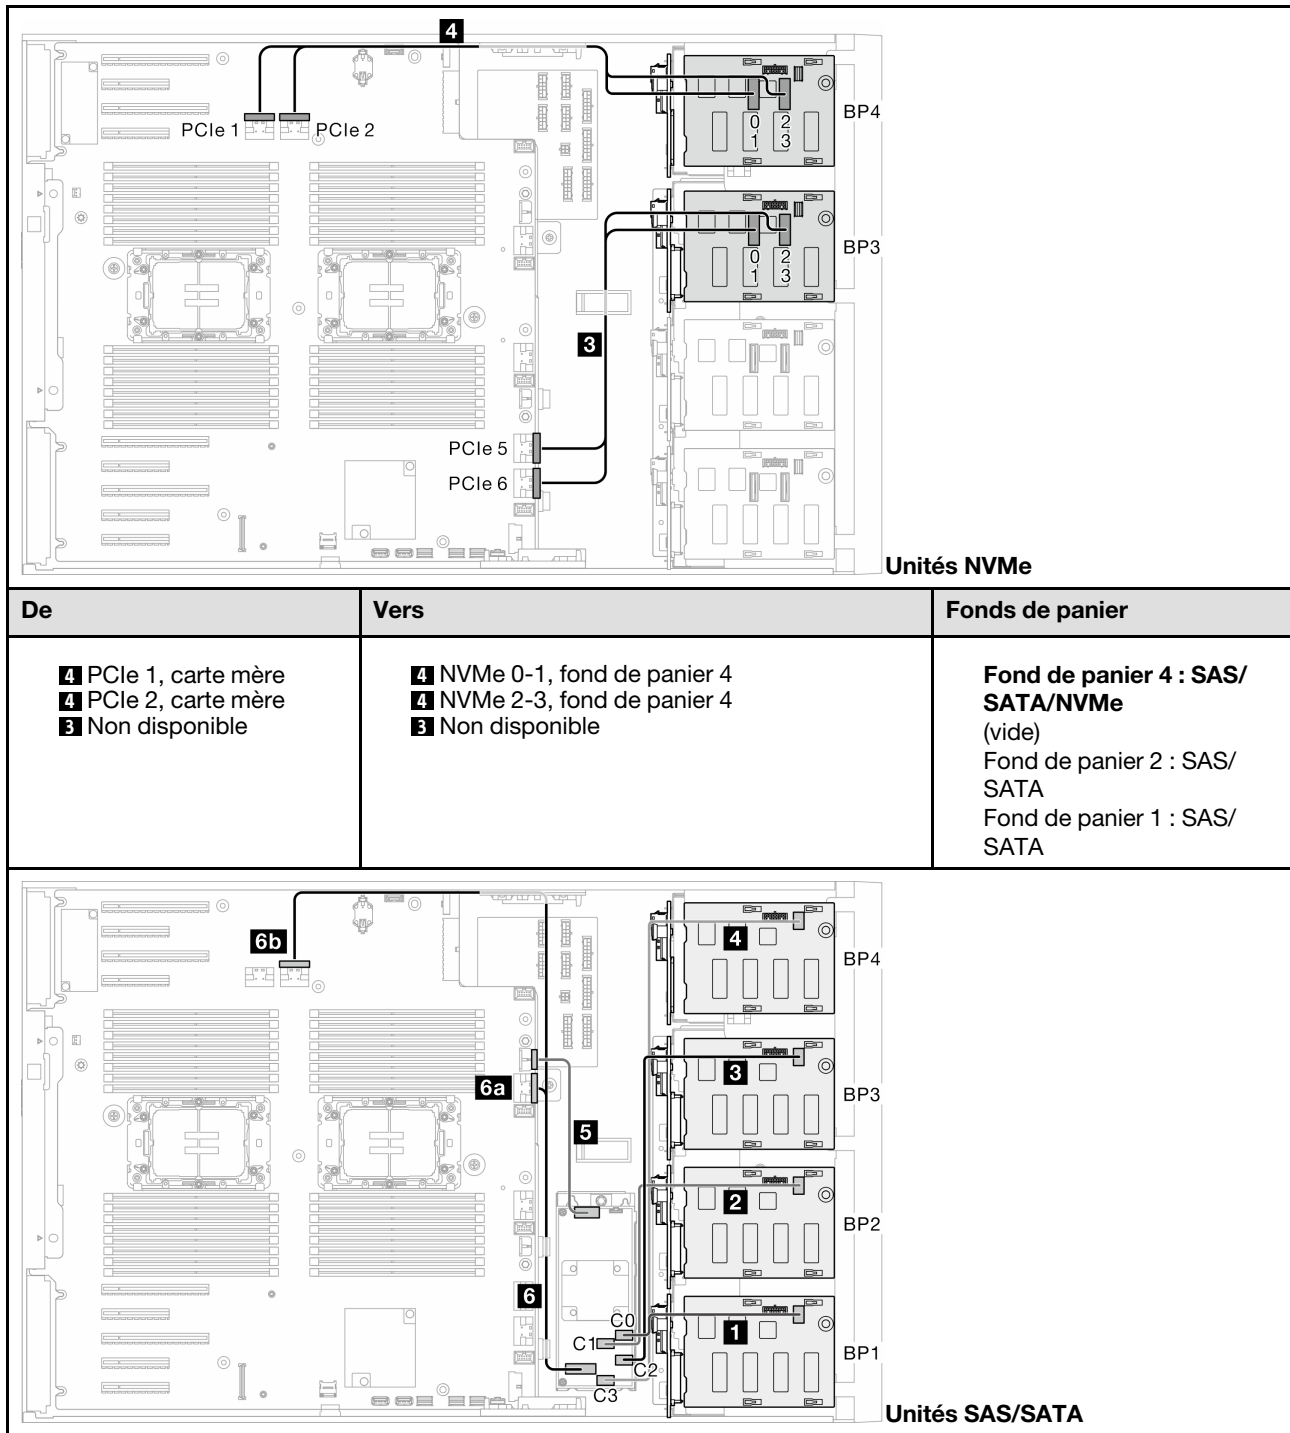 4
PCIe 1
PCIe 2
0
1
2
3
BP4
0
1
2
3
BP3
3
PCIe 5
PCIe 6
Unités NVMe
De
Vers
Fonds de panier
4 PCIe 1, carte mère
4 PCIe 2, carte mère
3 Non disponible
4 NVMe 0-1, fond de panier 4
4 NVMe 2-3, fond de panier 4
3 Non disponible
Fond de panier 4 : SAS/
SATA/NVMe
(vide)
Fond de panier 2 : SAS/
SATA
Fond de panier 1 : SAS/
SATA
6b
4
BP4
6a
3
BP3
5
2
BP2
6
C0
C1
C2
C3
1
BP1
Unités SAS/SATA